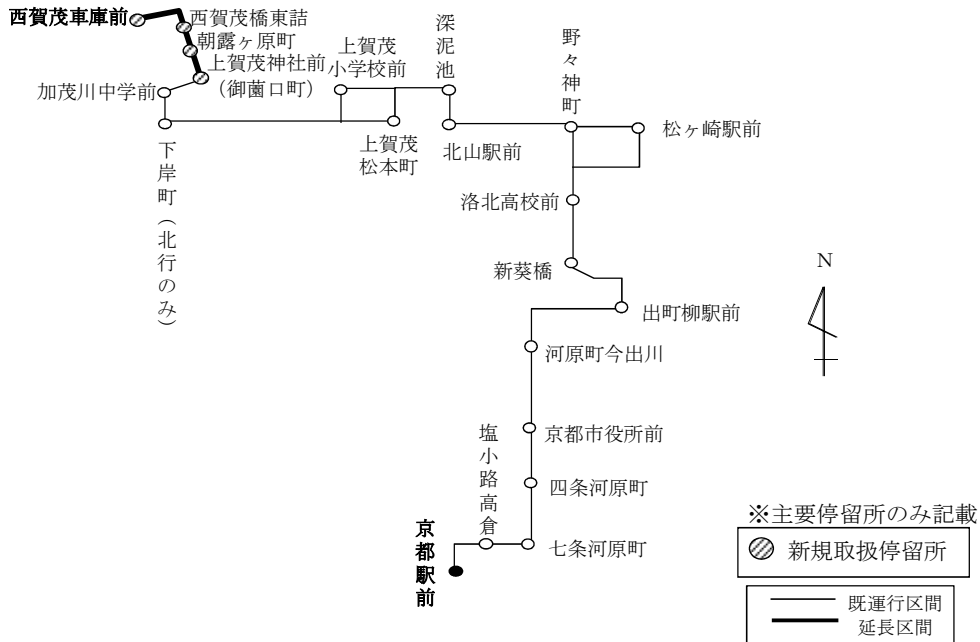 西賀茂車庫前
西賀茂橋東詰
朝露ヶ原町
上賀茂神社前
（御薗口町）
加茂川中学前
下岸町（北行のみ）
上賀茂
小学校前
上賀茂
松本町
深泥池
北山駅前
野々神町
松ヶ崎駅前
洛北高校前
新葵橋
出町柳駅前
河原町今出川
京都市役所前
四条河原町
塩小路高倉
七条河原町
京都駅前
N
※主要停留所のみ記載
新規取扱停留所
既運行区間
延長区間